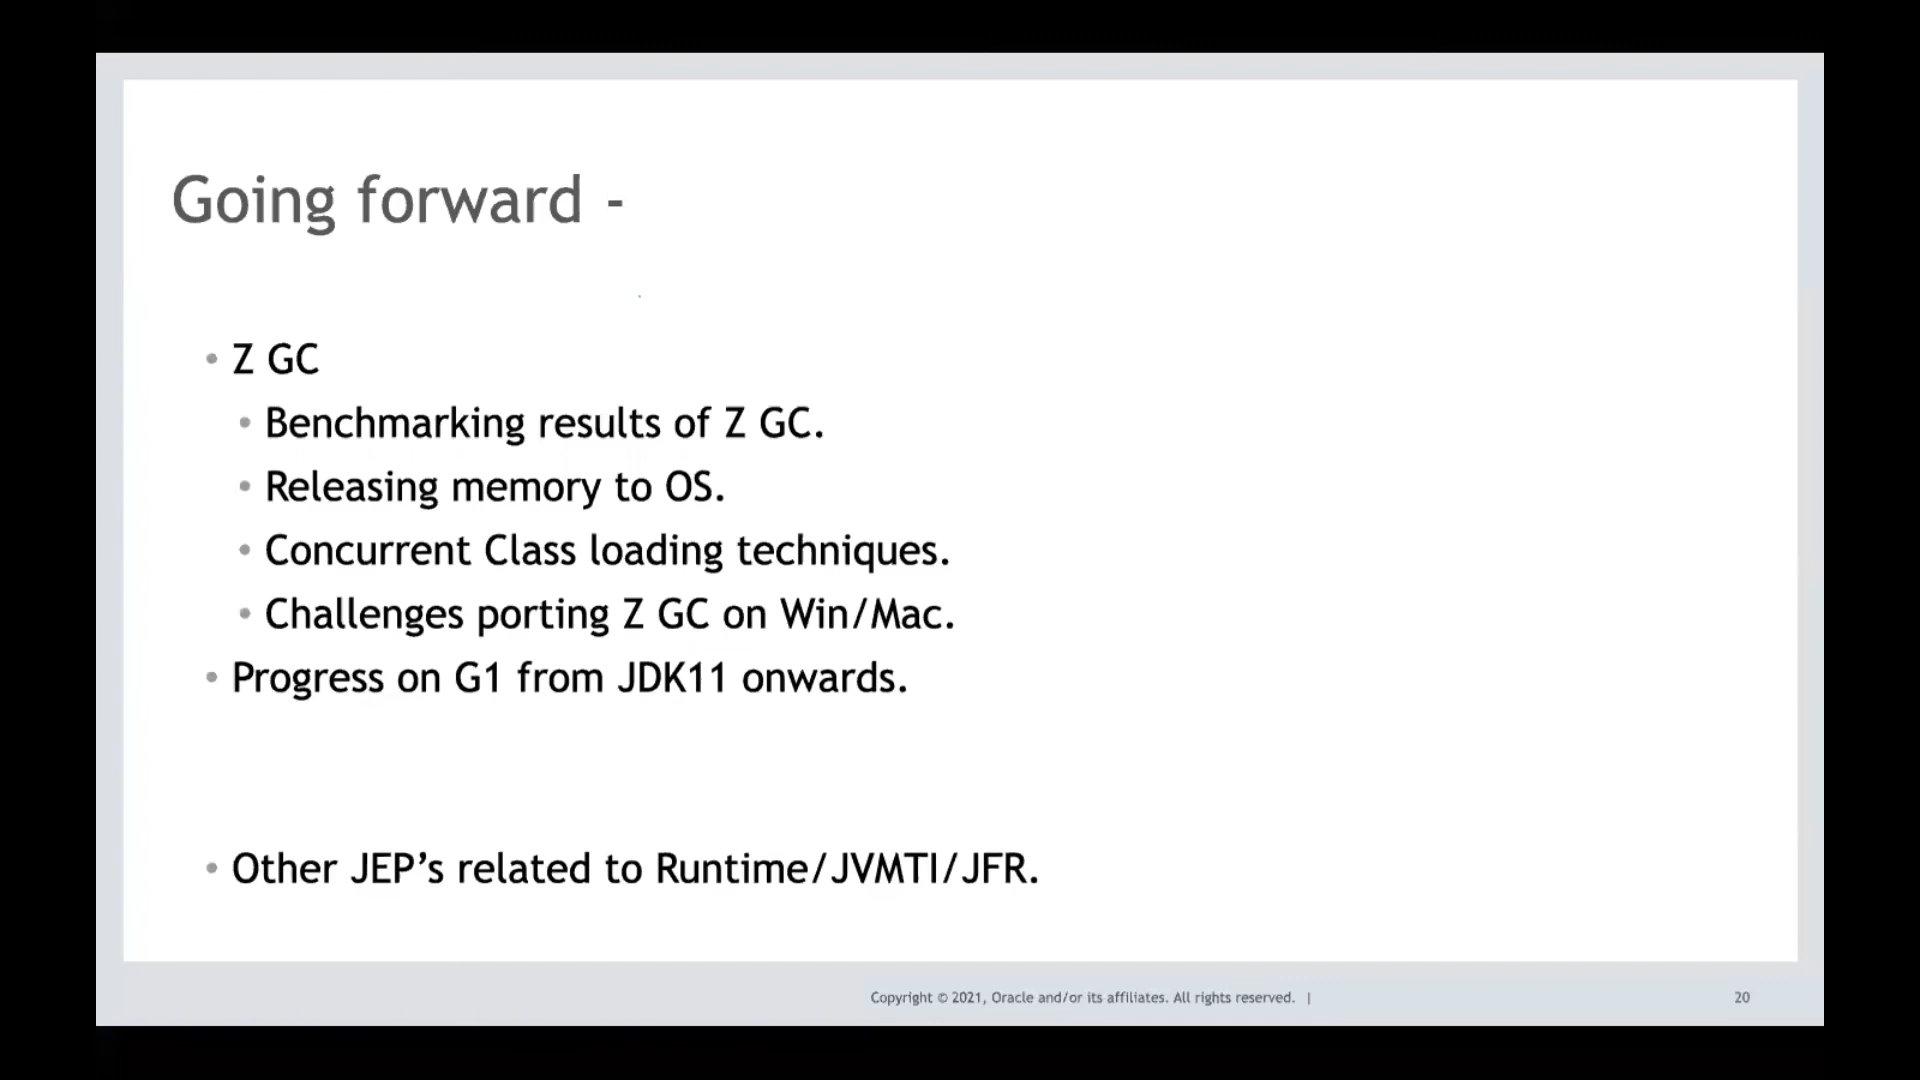 Going forward -
• Z GC
• Benchmarking results of Z GC.
• Releasing memory to OS.
• Concurrent Class loading techniques.
• Challenges porting Z GC on Win/Mac.
• Progress on G1 from JDK11 onwards.
• Other JEP’s related to Runtime/JVMTI/JFR.
Copyright © 2021, Oracle and/or its affiliates. All rights reserved. |
20